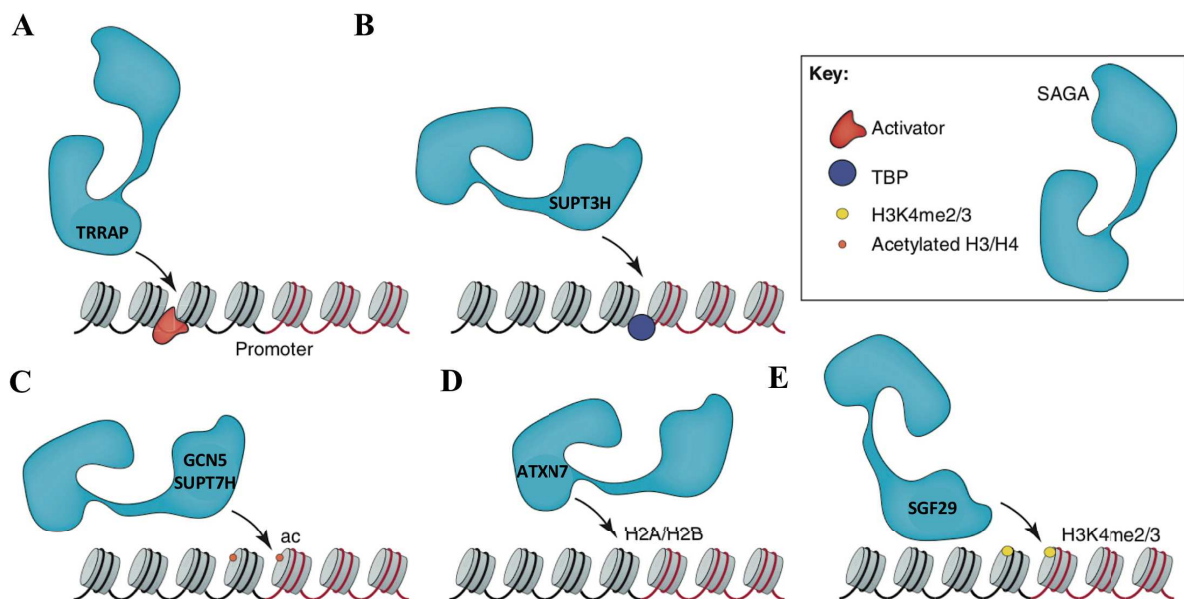 A
TRRAP
Promoter
B
SUPT3H
Key:
SAGA
Activator
TBP
H3K4me2/3
Acetylated H3/H4
C
GCN5
SUPT7H
ac
D
ATXN7
H2A/H2B
E
SGF29
H3K4me2/3